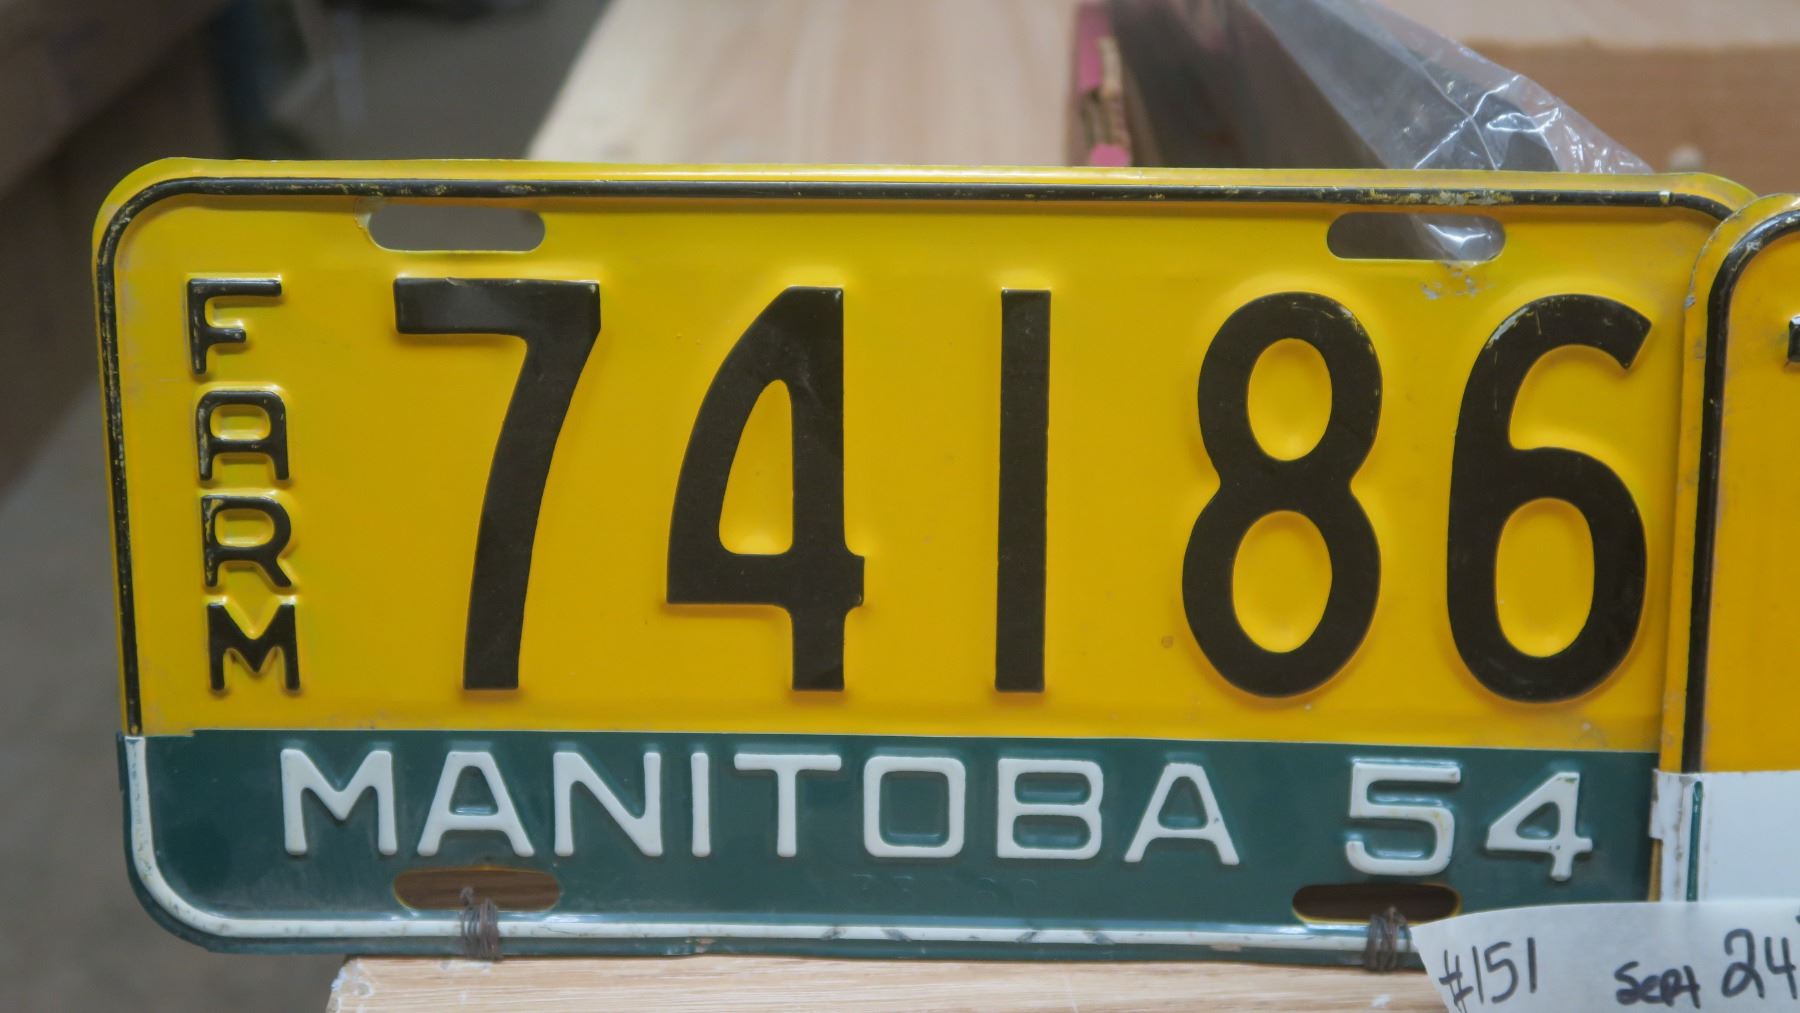 FARM
74186
MANITOBA 54
#151 Sept 24